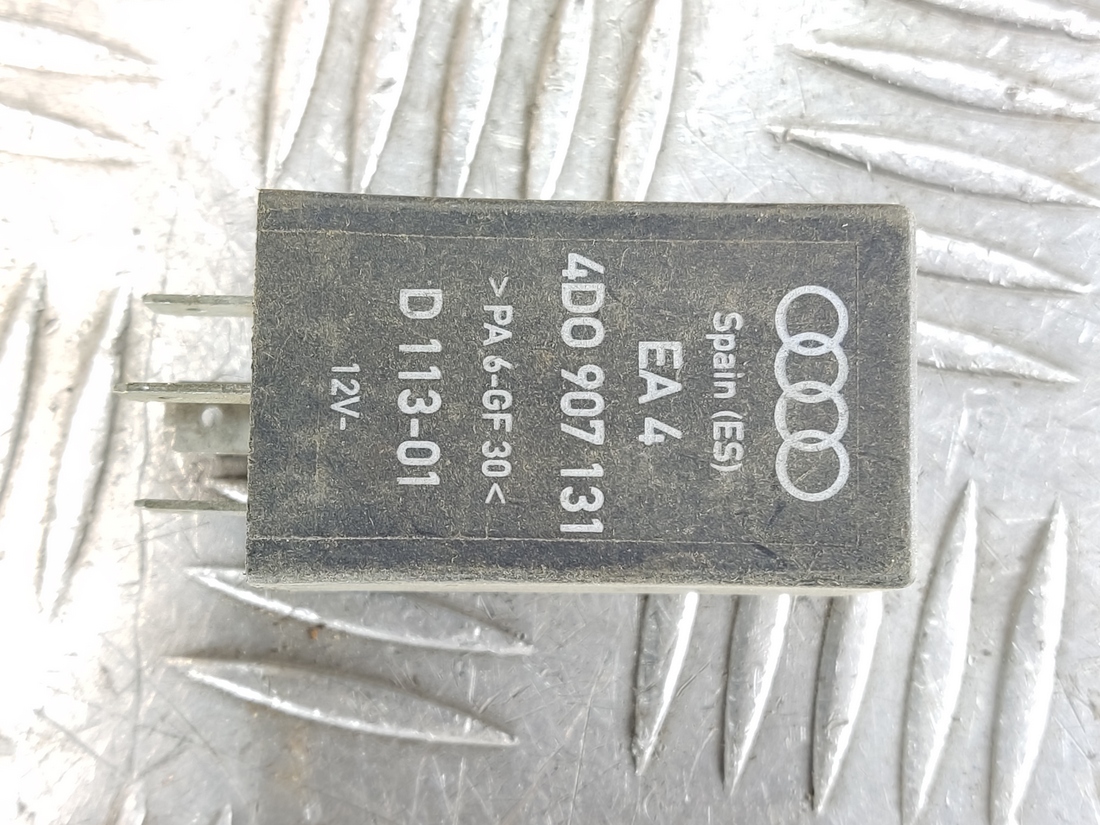 Spain (ES)
EA 4
4D0 907 131
>PA 6-GF 30<
D 113-01
12V-